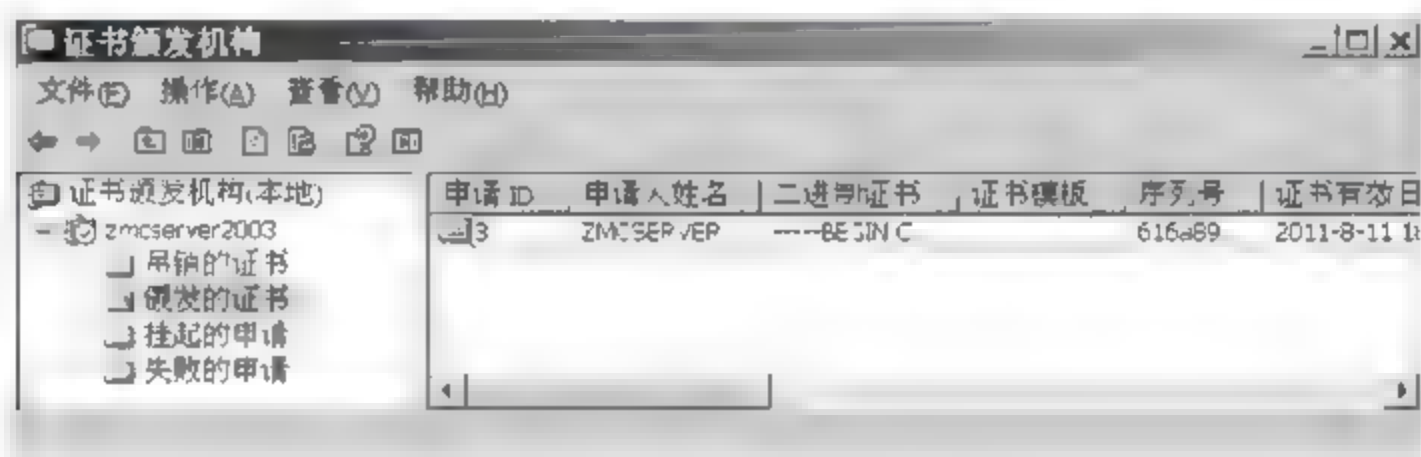 证书颁发机构
文件(F) 操作(A) 查看(V) 帮助(H)
证书颁发机构(本地)
zmcserver2003
吊销的证书
颁发的证书
挂起的申请
失败的申请
申请 ID 申请人姓名 二进制证书 证书模板 序列号 证书有效日
3 ZMCSERVER -----BEGIN C 616a89 2011-8-11